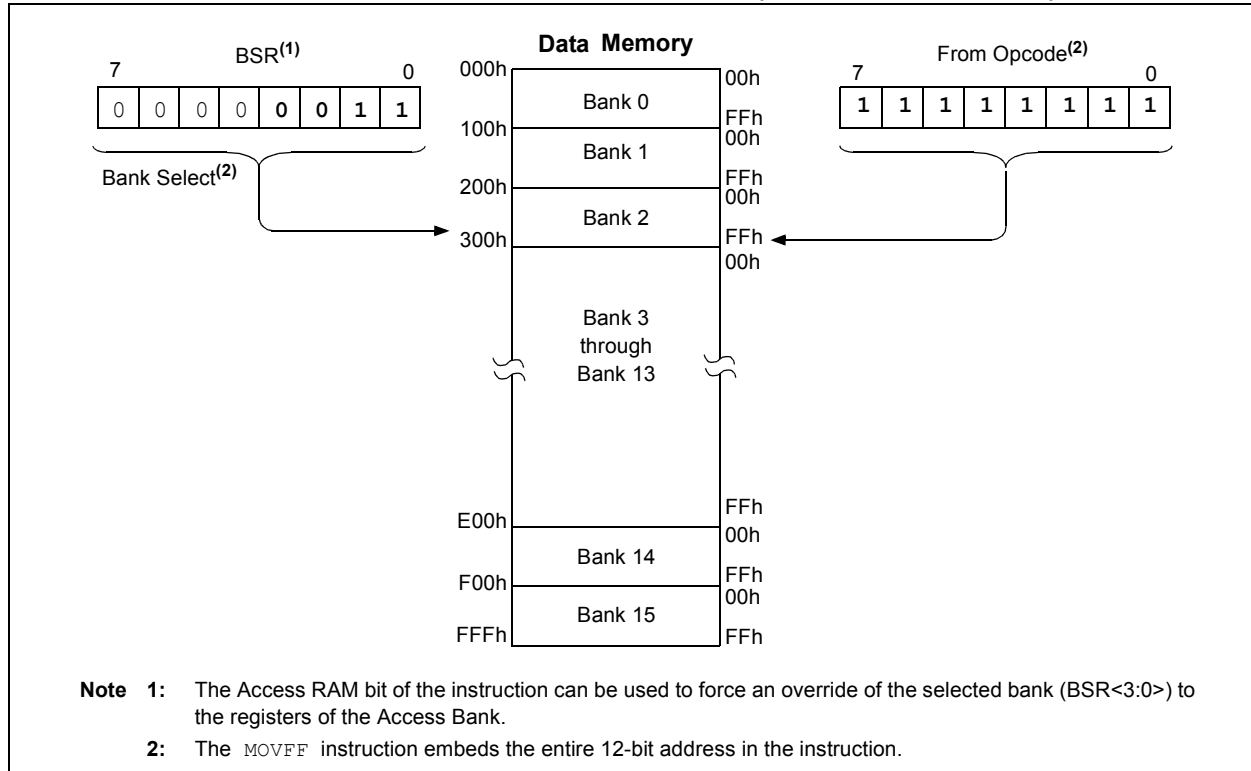 Data Memory
BSR(1)
7 0
0 0 0 0 0 0 1 1
Bank Select(2)
From Opcode(2)
7 0
1 1 1 1 1 1 1 1
000h 00h
Bank 0
FFh
100h 00h
Bank 1
FFh
200h 00h
Bank 2
FFh
300h 00h
Bank 3
through
Bank 13
FFh
E00h 00h
Bank 14
FFh
F00h 00h
Bank 15
FFFh FFh
Note 1: The Access RAM bit of the instruction can be used to force an override of the selected bank (BSR<3:0>) to
the registers of the Access Bank.
2: The MOVFF instruction embeds the entire 12-bit address in the instruction.